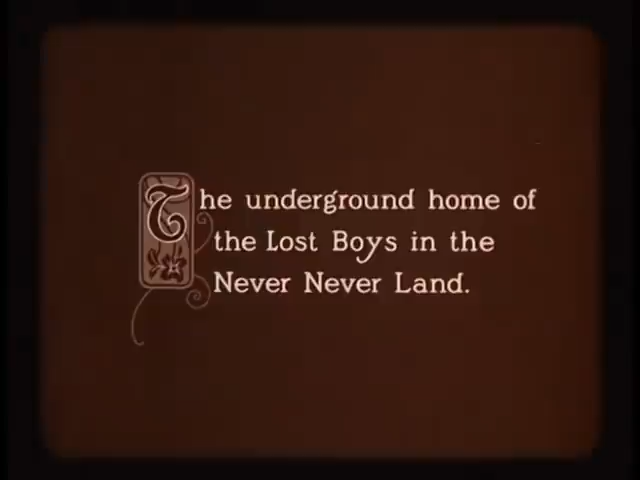 The underground home of
the Lost Boys in the
Never Never Land.